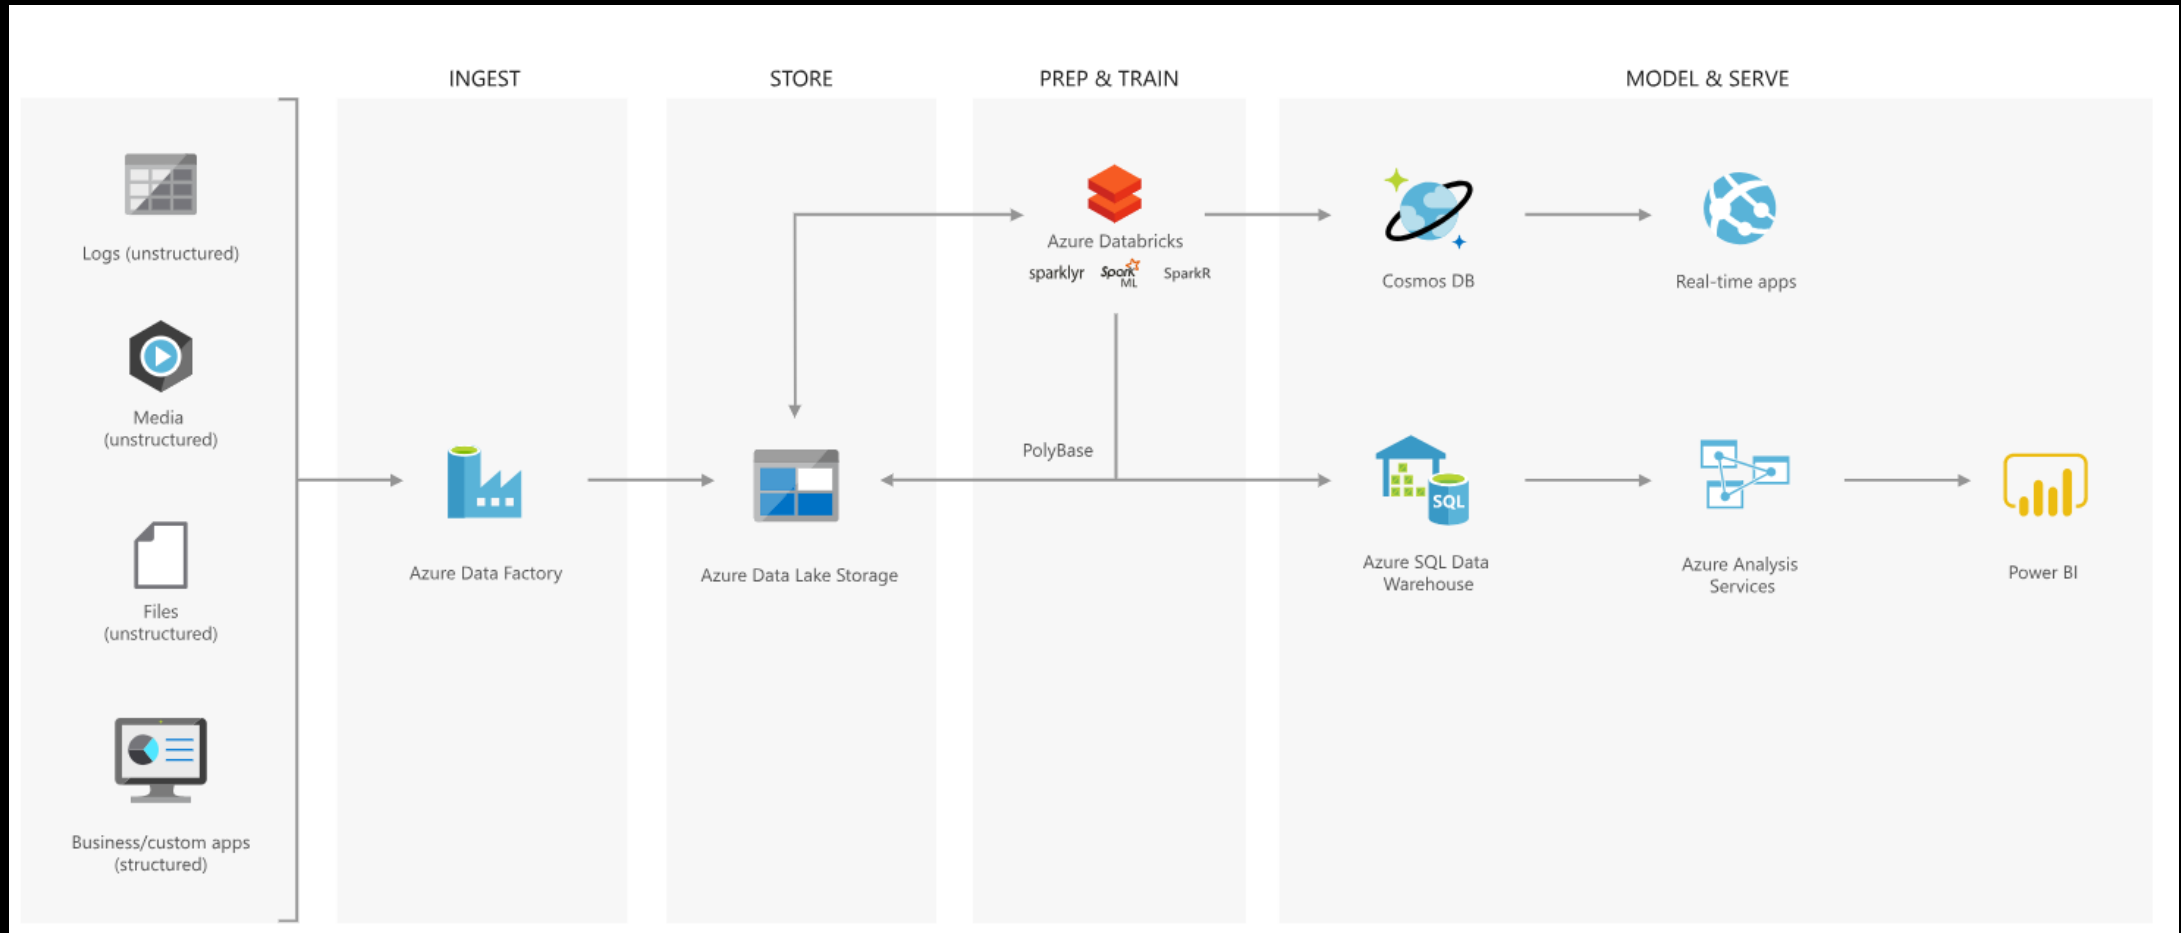 INGEST
STORE
PREP & TRAIN
MODEL & SERVE
Logs (unstructured)
Media
(unstructured)
Files
(unstructured)
Business/custom apps
(structured)
Azure Data Factory
Azure Data Lake Storage
Azure Databricks
sparklyr
Spark
ML
SparkR
PolyBase
Cosmos DB
Real-time apps
SQL
Azure SQL Data
Warehouse
Azure Analysis
Services
Power BI